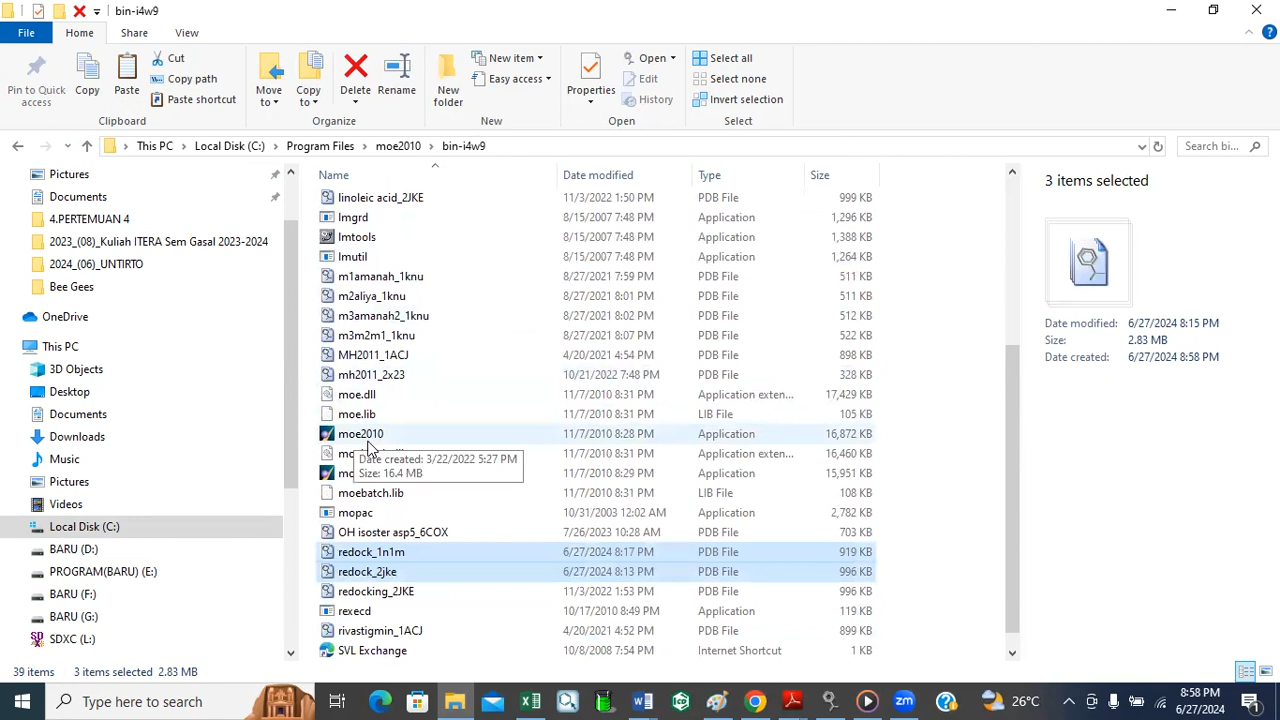 bin-i4w9
File
Home
Share
View
Pin to Quick access
Copy
Paste
Cut
Copy path
Paste shortcut
Clipboard
Move to
Copy to
Delete
Rename
Organize
New folder
New item
Easy access
New
Properties
Open
Edit
History
Open
Select all
Select none
Invert selection
Select
This PC
Local Disk (C:)
Program Files
moe2010
bin-i4w9
Search bi...
Pictures
Documents
4.PERTEMUAN 4
2023_(08)_Kuliah ITERA Sem Gasal 2023-2024
2024_(06)_UNTIRTO
Bee Gees
OneDrive
This PC
3D Objects
Desktop
Documents
Downloads
Music
Pictures
Videos
Local Disk (C:)
BARU (D:)
PROGRAM(BARU) (E:)
BARU (F:)
BARU (G:)
SDXC (L:)
Name Date modified Type Size
linoleic acid_2JKE 11/3/2022 1:50 PM PDB File 999 KB
lmgrd 8/15/2007 7:48 PM Application 1,296 KB
lmtools 8/15/2007 7:48 PM Application 1,388 KB
lmutil 8/15/2007 7:48 PM Application 1,264 KB
m1amanah_1knu 8/27/2021 7:59 PM PDB File 511 KB
m2aliya_1knu 8/27/2021 8:01 PM PDB File 511 KB
m3amanah2_1knu 8/27/2021 8:02 PM PDB File 512 KB
m3m2m1_1knu 8/27/2021 8:07 PM PDB File 522 KB
MH2011_1ACJ 4/20/2021 4:54 PM PDB File 898 KB
mh2011_2x23 10/21/2022 7:48 PM PDB File 328 KB
moe.dll 11/7/2010 8:31 PM Application exten... 17,429 KB
moe.lib 11/7/2010 8:31 PM LIB File 105 KB
moe2010 11/7/2010 8:28 PM Application 16,872 KB
11/7/2010 8:31 PM Application exten... 16,460 KB
Date created: 3/22/2022 5:27 PM
Size: 16.4 MB
11/7/2010 8:29 PM Application 15,951 KB
moebatch.lib 11/7/2010 8:31 PM LIB File 108 KB
mopac 10/31/2003 12:02 AM Application 2,782 KB
OH isoster asp5_6COX 7/26/2023 10:28 AM PDB File 703 KB
redock_1n1m 6/27/2024 8:17 PM PDB File 919 KB
redock_2jke 6/27/2024 8:13 PM PDB File 996 KB
redocking_2JKE 11/3/2022 1:53 PM PDB File 996 KB
rexecd 10/17/2010 8:49 PM Application 119 KB
rivastigmin_1ACJ 4/20/2021 4:52 PM PDB File 899 KB
SVL Exchange 10/8/2008 7:54 PM Internet Shortcut 1 KB
3 items selected
Date modified: 6/27/2024 8:15 PM
Size: 2.83 MB
Date created: 6/27/2024 8:58 PM
39 items 3 items selected 2.83 MB
Type here to search
26°C
8:58 PM
6/27/2024